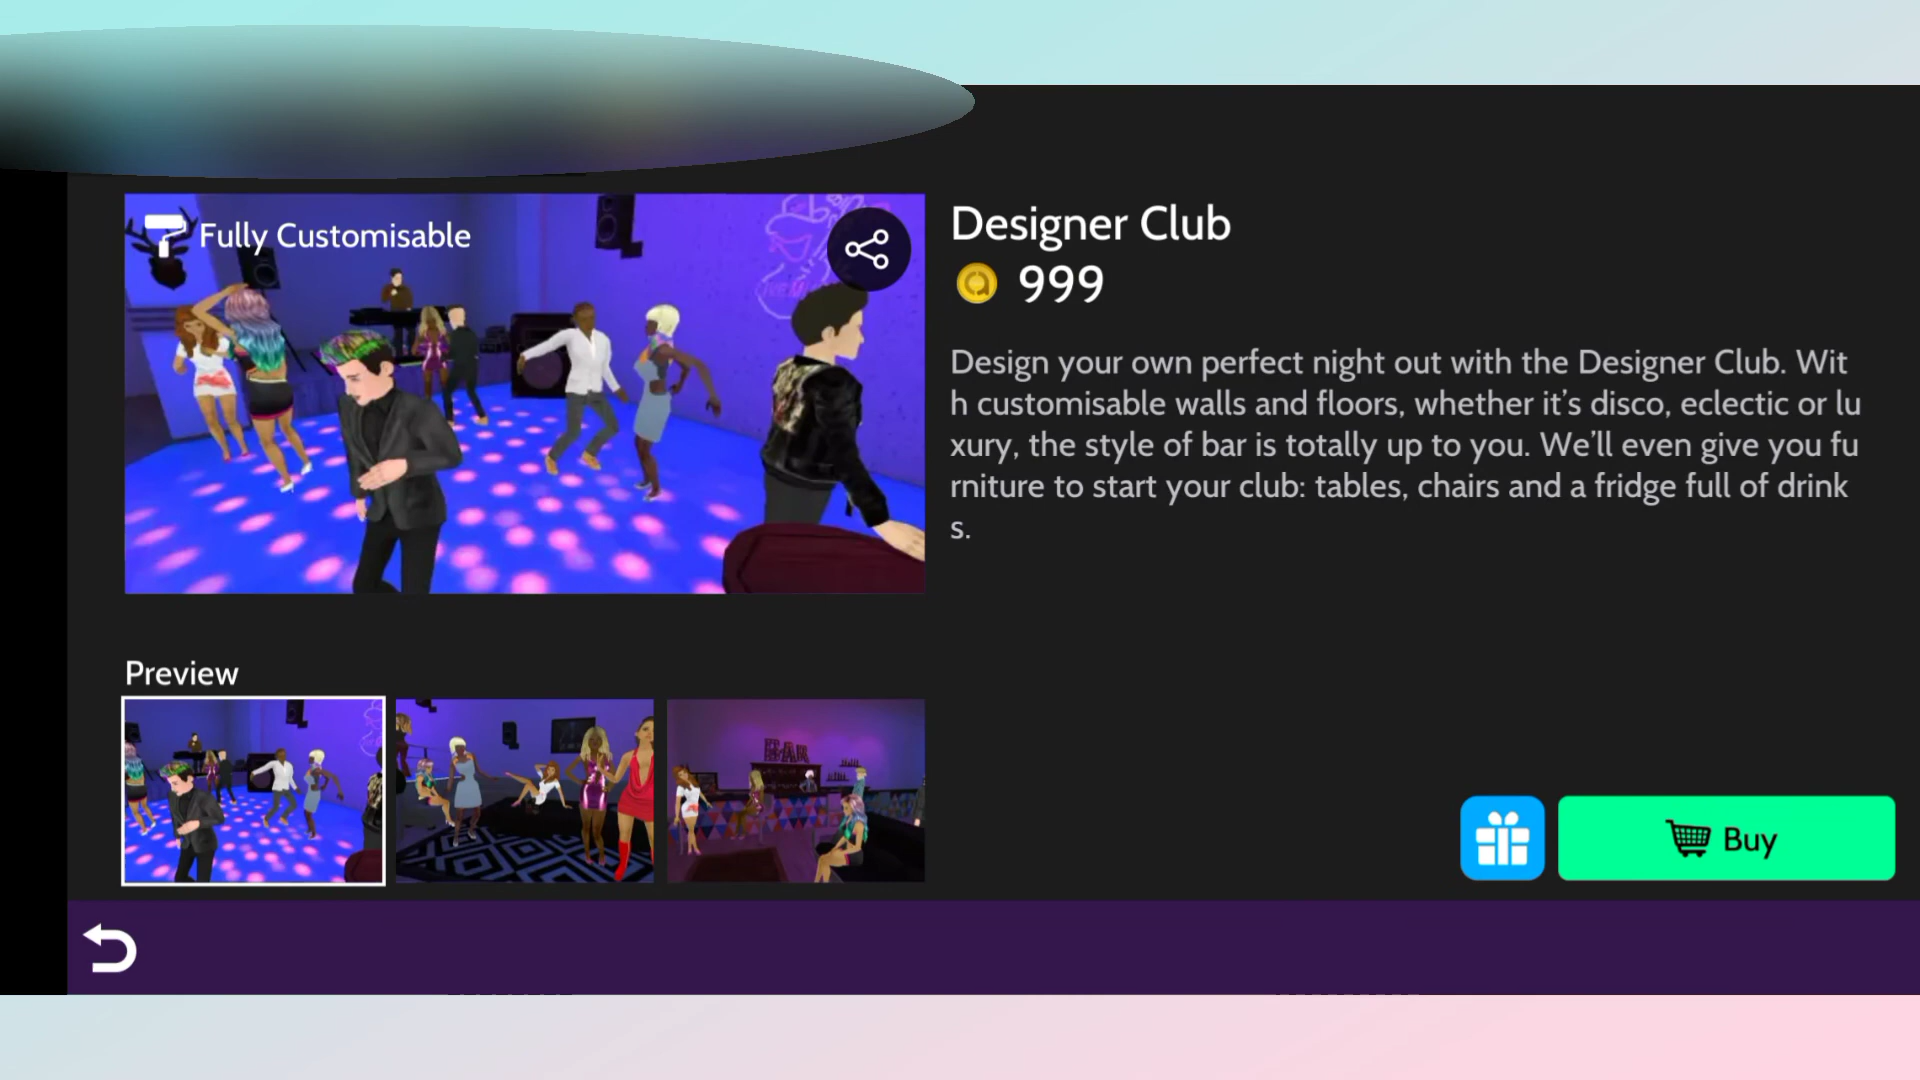 Fully Customisable
Designer Club
999
Design your own perfect night out with the Designer Club. Wit
h customisable walls and floors, whether it’s disco, eclectic or lu
xury, the style of bar is totally up to you. We’ll even give you fu
rniture to start your club: tables, chairs and a fridge full of drink
s.
Preview
BAR
Buy